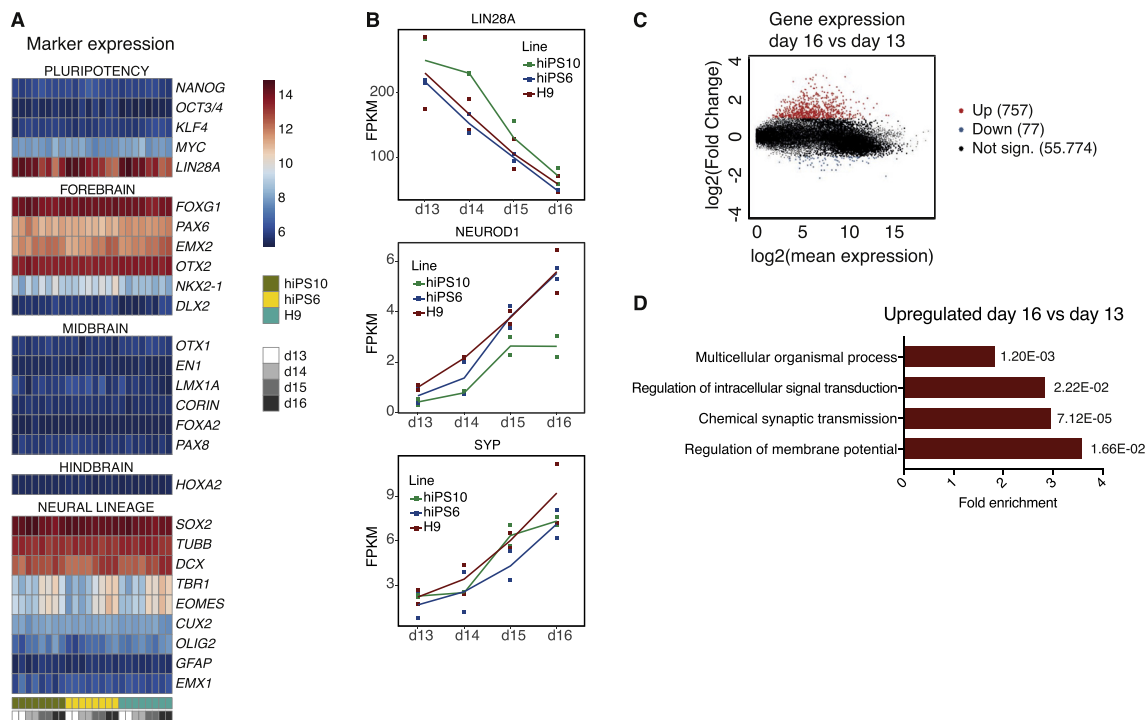 A
Marker expression
PLURIPOTENCY
NANOG
OCT3/4
KLF4
MYC
LIN28A
FOREBRAIN
FOXG1
PAX6
EMX2
OTX2
NKX2-1
DLX2
MIDBRAIN
OTX1
EN1
LMX1A
CORIN
FOXA2
PAX8
HINDBRAIN
HOXA2
NEURAL LINEAGE
SOX2
TUBB
DCX
TBR1
EOMES
CUX2
OLIG2
GFAP
EMX1
14
12
10
8
6
hiPS10
hiPS6
H9
d13
d14
d15
d16
B
LIN28A
Line
hiPS10
hiPS6
H9
FPKM
200
100
d13 d14 d15 d16
NEUROD1
Line
hiPS10
hiPS6
H9
FPKM
6
4
2
0
d13 d14 d15 d16
SYP
Line
hiPS10
hiPS6
H9
FPKM
9
6
3
d13 d14 d15 d16
C
Gene expression
day 16 vs day 13
log2(Fold Change)
4
2
0
-2
-4
0 5 10 15
log2(mean expression)
Up (757)
Down (77)
Not sign. (55.774)
D
Upregulated day 16 vs day 13
Multicellular organismal process 1.20E-03
Regulation of intracellular signal transduction 2.22E-02
Chemical synaptic transmission 7.12E-05
Regulation of membrane potential 1.66E-02
0 1 2 3 4
Fold enrichment